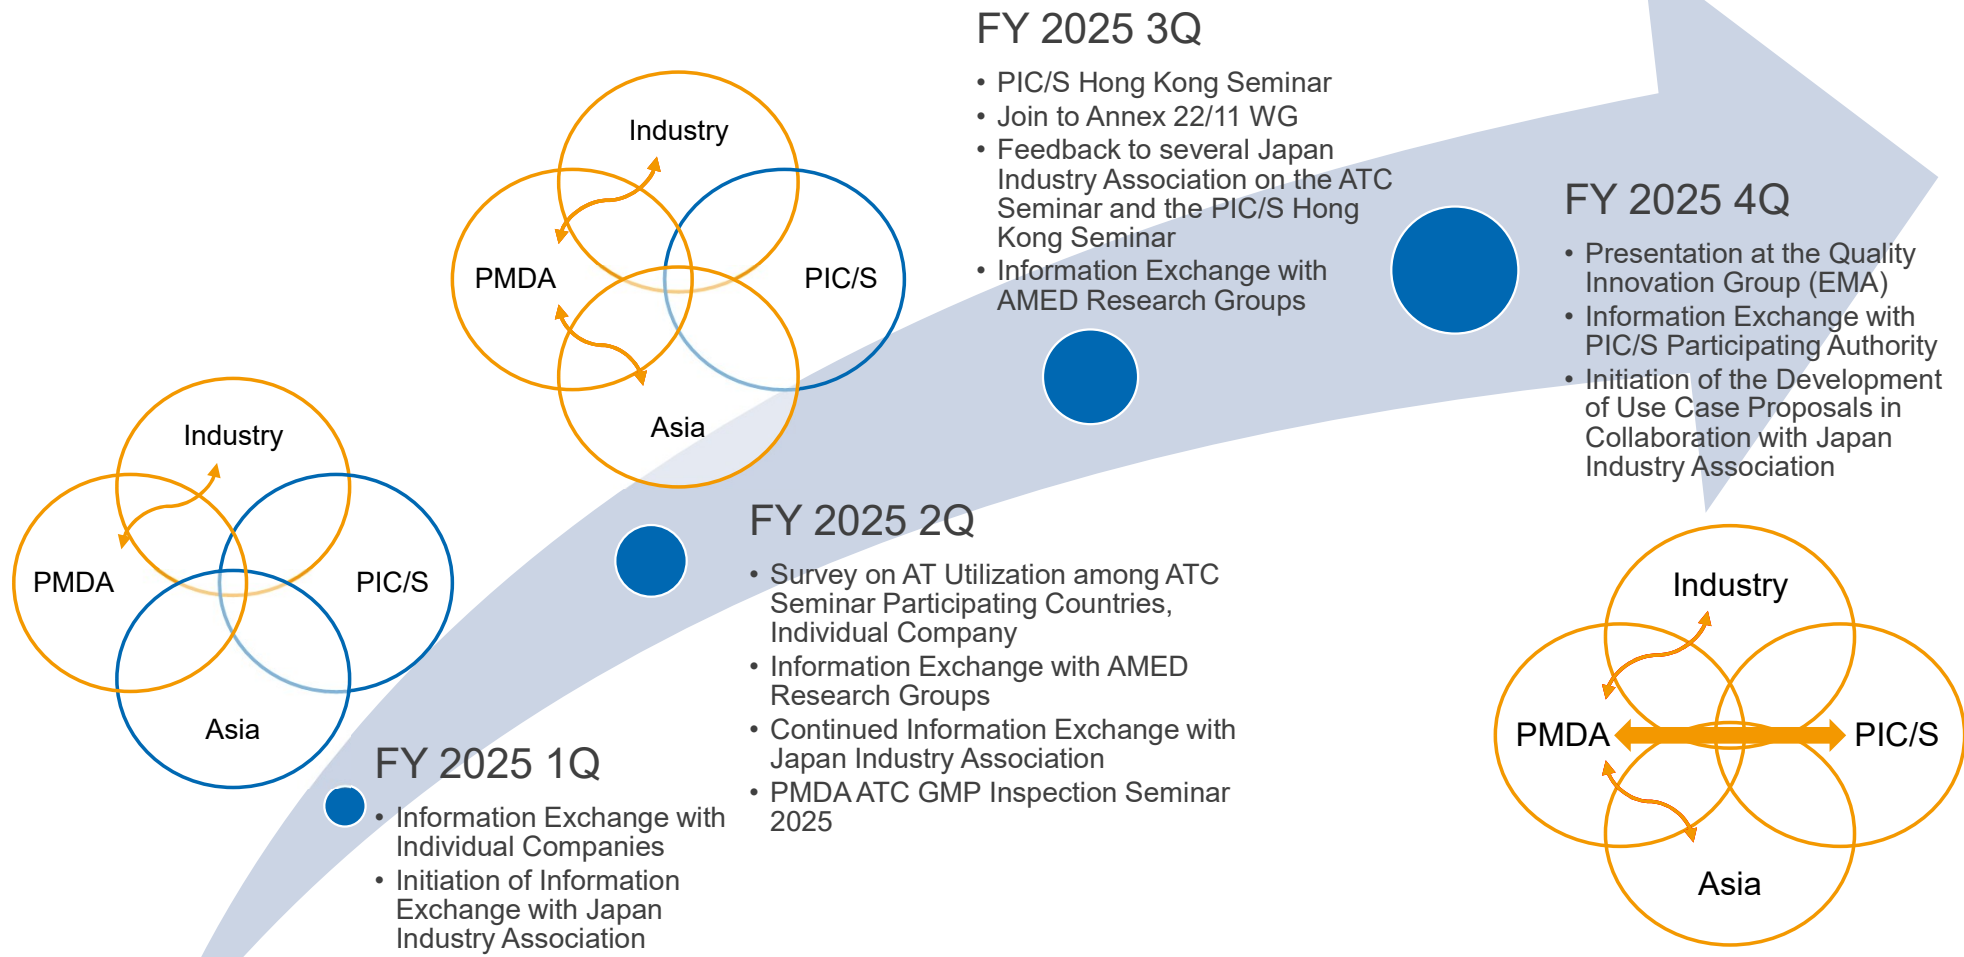 FY 2025 3Q
• PIC/S Hong Kong Seminar
• Join to Annex 22/11 WG
• Feedback to several Japan
Industry Association on the ATC
Seminar and the PIC/S Hong
Kong Seminar
• Information Exchange with
AMED Research Groups
Industry
PMDA
PIC/S
Asia
FY 2025 4Q
• Presentation at the Quality
Innovation Group (EMA)
• Information Exchange with
PIC/S Participating Authority
• Initiation of the Development
of Use Case Proposals in
Collaboration with Japan
Industry Association
Industry
PMDA
PIC/S
Asia
FY 2025 2Q
• Survey on AT Utilization among ATC
Seminar Participating Countries,
Individual Company
• Information Exchange with AMED
Research Groups
• Continued Information Exchange with
Japan Industry Association
• PMDA ATC GMP Inspection Seminar
2025
Industry
PMDA
PIC/S
Asia
FY 2025 1Q
• Information Exchange with
Individual Companies
• Initiation of Information
Exchange with Japan
Industry Association